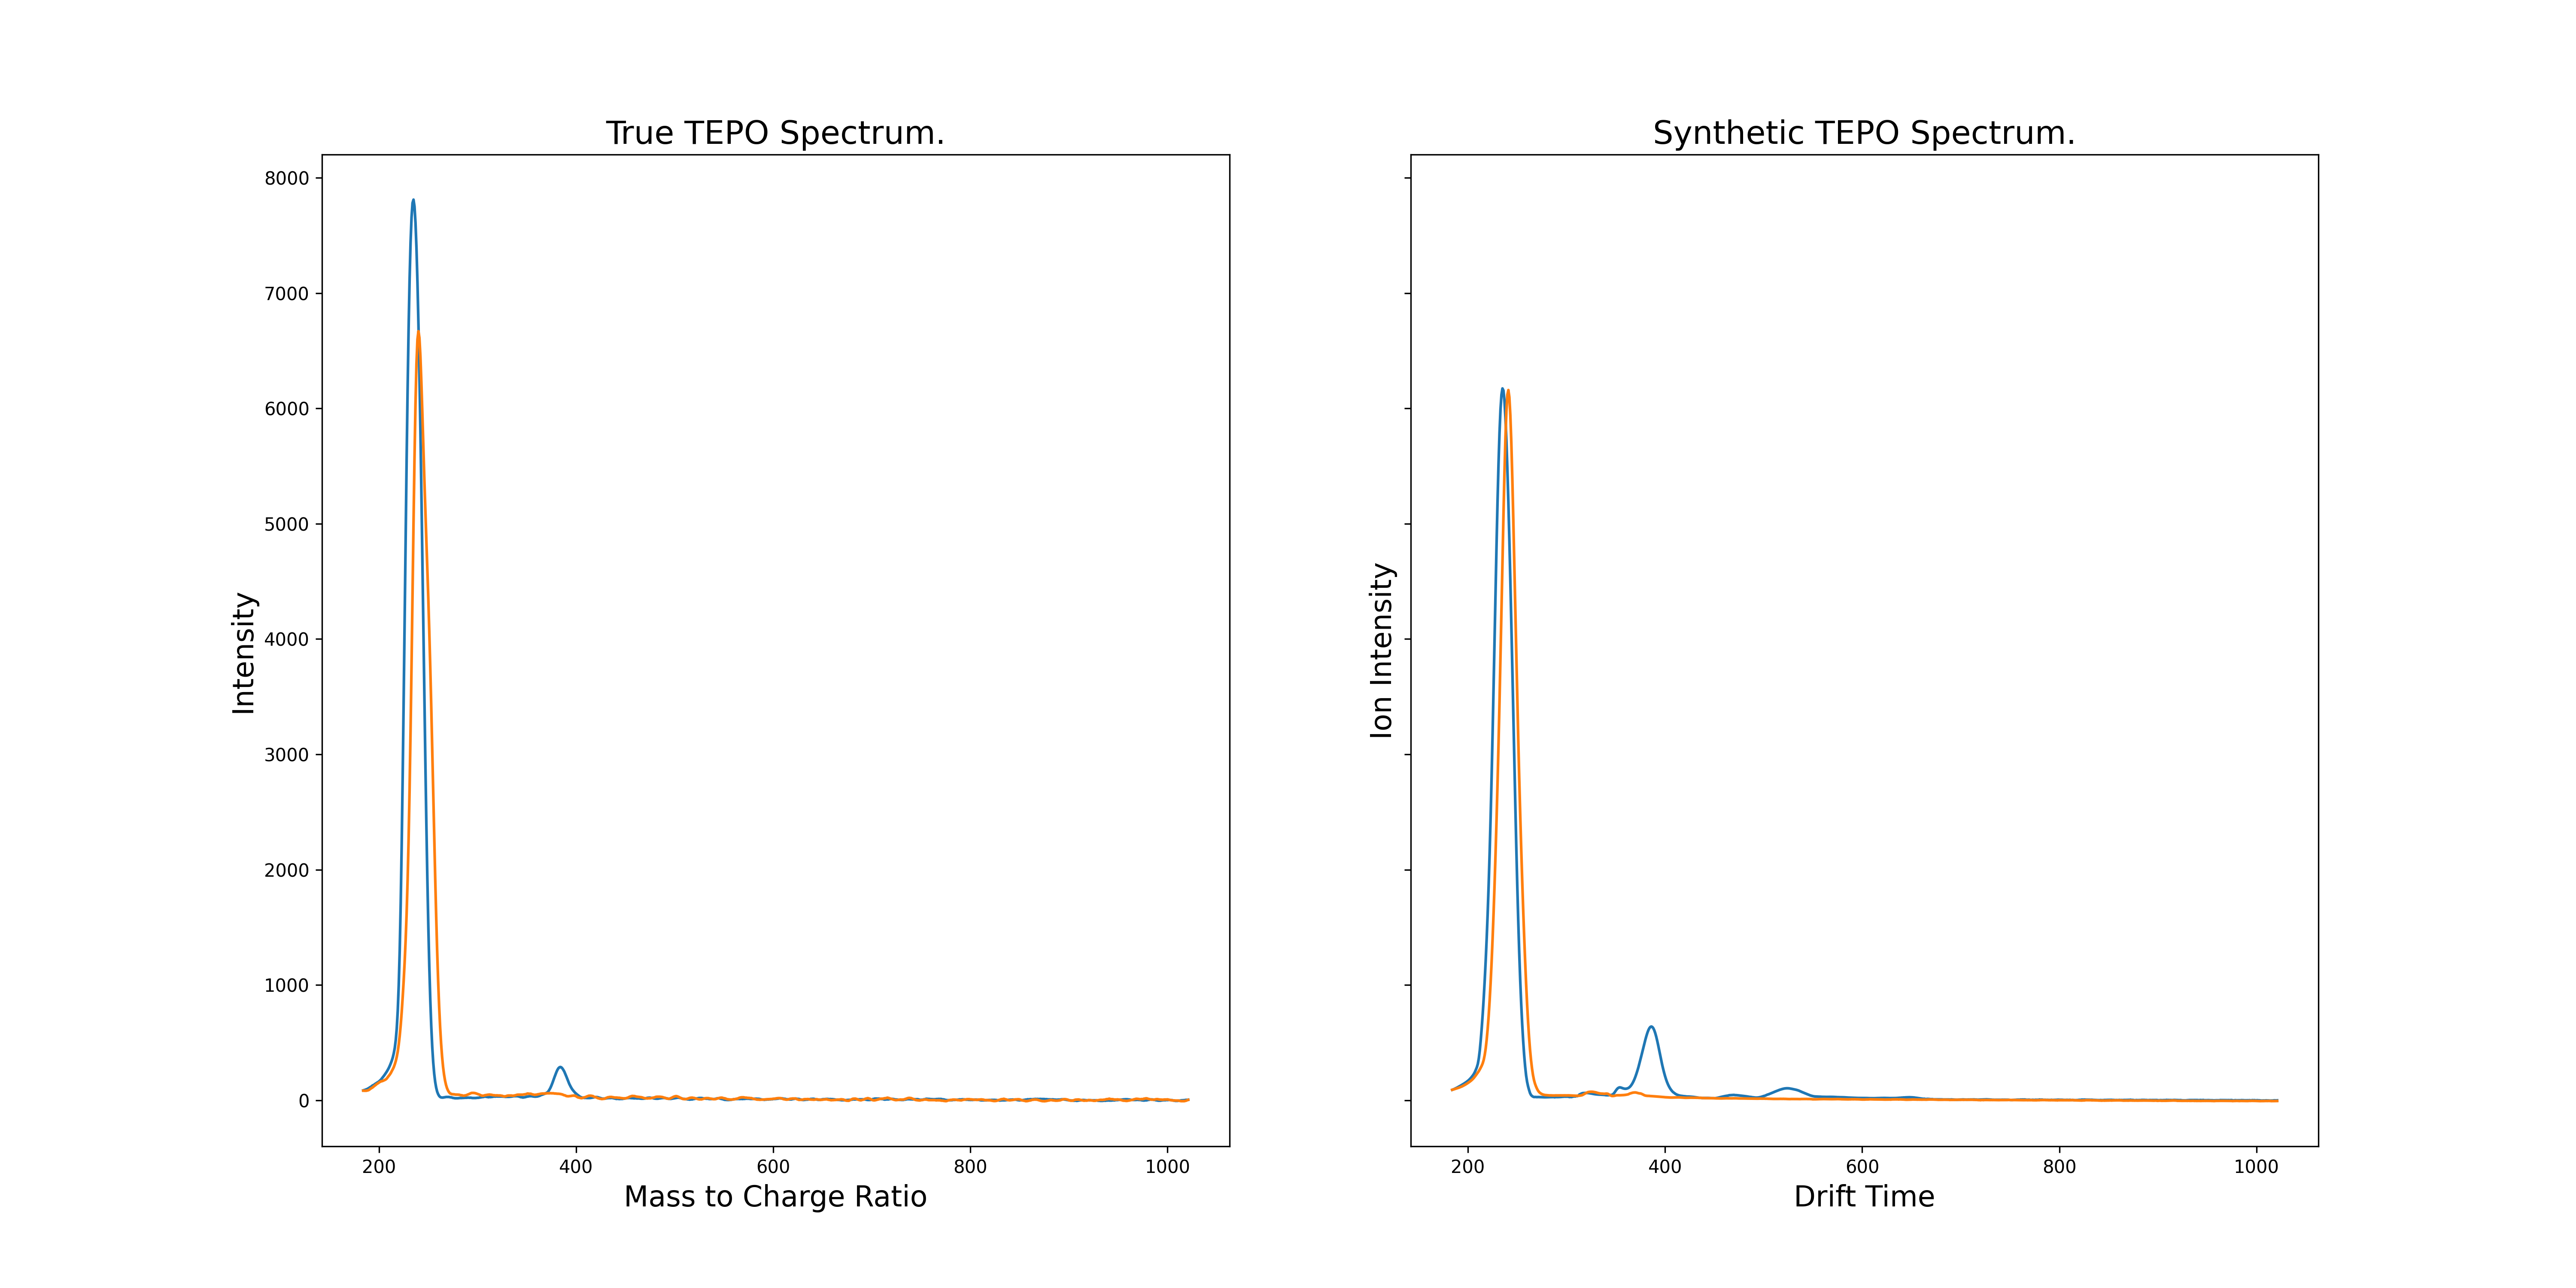 True TEPO Spectrum.
8000
7000
6000
5000
4000
3000
2000
1000
0
Intensity
200 400 600 800 1000
Mass to Charge Ratio
Synthetic TEPO Spectrum.
Ion Intensity
200 400 600 800 1000
Drift Time